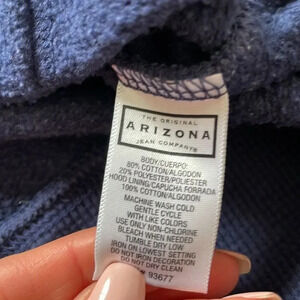 THE ORIGINAL
ARIZONA
JEAN COMPANY
BODY/CUERPO:
80% COTTON/ALGODON
20% POLYESTER/POLIESTER
HOOD LINING/CAPUCHA FORRADA
100% COTTON/ALGODON
MACHINE WASH COLD
GENTLE CYCLE
WITH LIKE COLORS
USE ONLY NON-CHLORINE
BLEACH WHEN NEEDED
TUMBLE DRY LOW
IRON ON LOWEST SETTING
DO NOT IRON DECORATION
DO NOT DRY CLEAN
93677